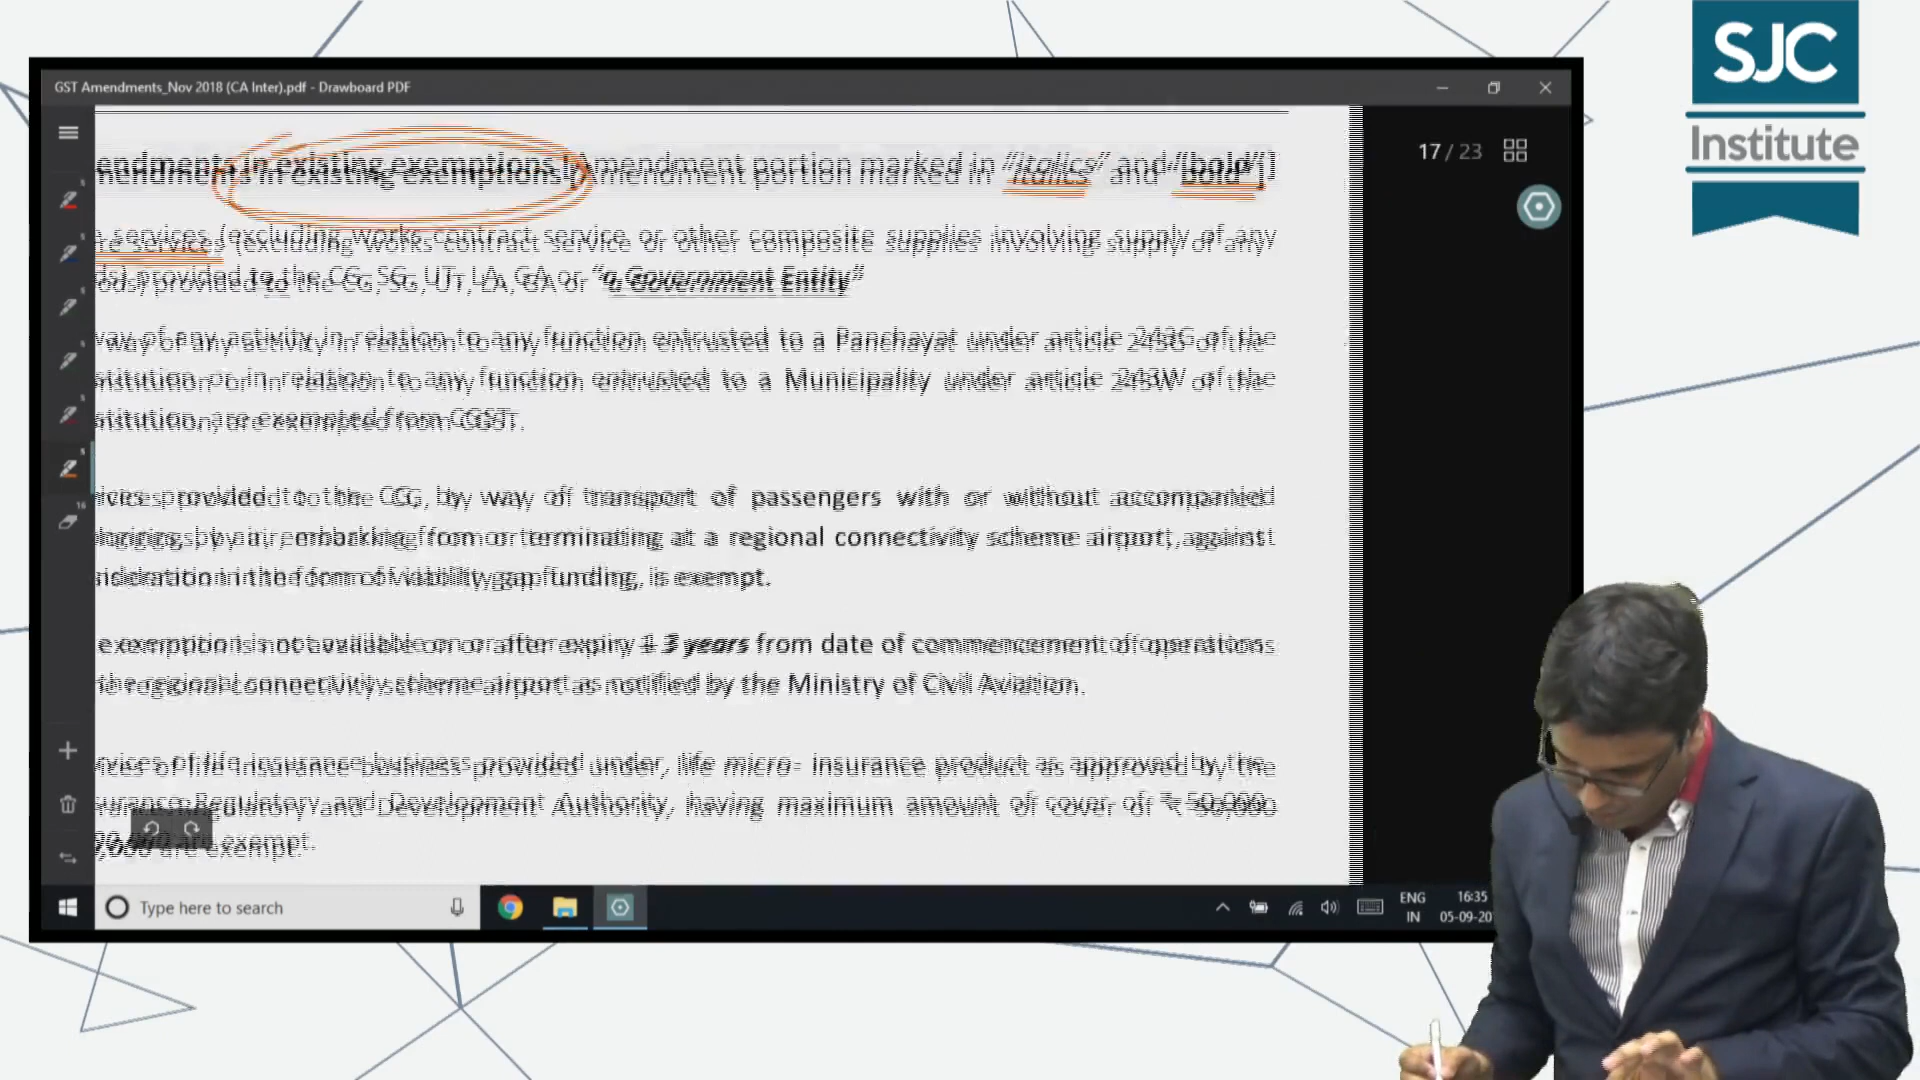 SJC
Institute
GST Amendments_Nov 2018 (CA Inter).pdf - Drawboard PDF
17 / 23
endments in existing exemptions [Amendment portion marked in "italics" and "bold"]
services (excluding works contract service or other composite supplies involving supply of any
provided to the CG, SG, UT, LA, GA or "a Government Entity"
way of any activity in relation to any function entrusted to a Panchayat under article 243G of the
or in relation to any function entrusted to a Municipality under article 243W of the
are exempted from CGST.
provided to the CG, by way of transport of passengers with or without accompanied
by air, embarking from or terminating at a regional connectivity scheme airport, against
in the form of viability gap funding, is exempt.
exemption is not available on or after expiry 1 3 years from date of commencement of operations
the regional connectivity scheme airport as notified by the Ministry of Civil Aviation.
of life insurance business provided under, life micro- insurance product as approved by the
Regulatory and Development Authority, having maximum amount of cover of ₹ 50,000
are exempt.
Type here to search
ENG
IN
16:35
05-09-20